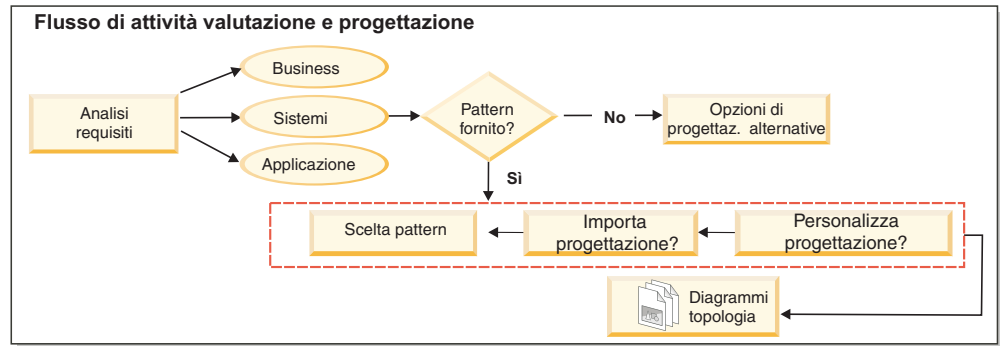 Flusso di attività valutazione e progettazione
Business
Analisi
requisiti
Sistemi
Applicazione
Pattern
fornito?
No
Opzioni di
progettaz. alternative
Sì
Scelta pattern
Importa
progettazione?
Personalizza
progettazione?
Diagrammi
topologia